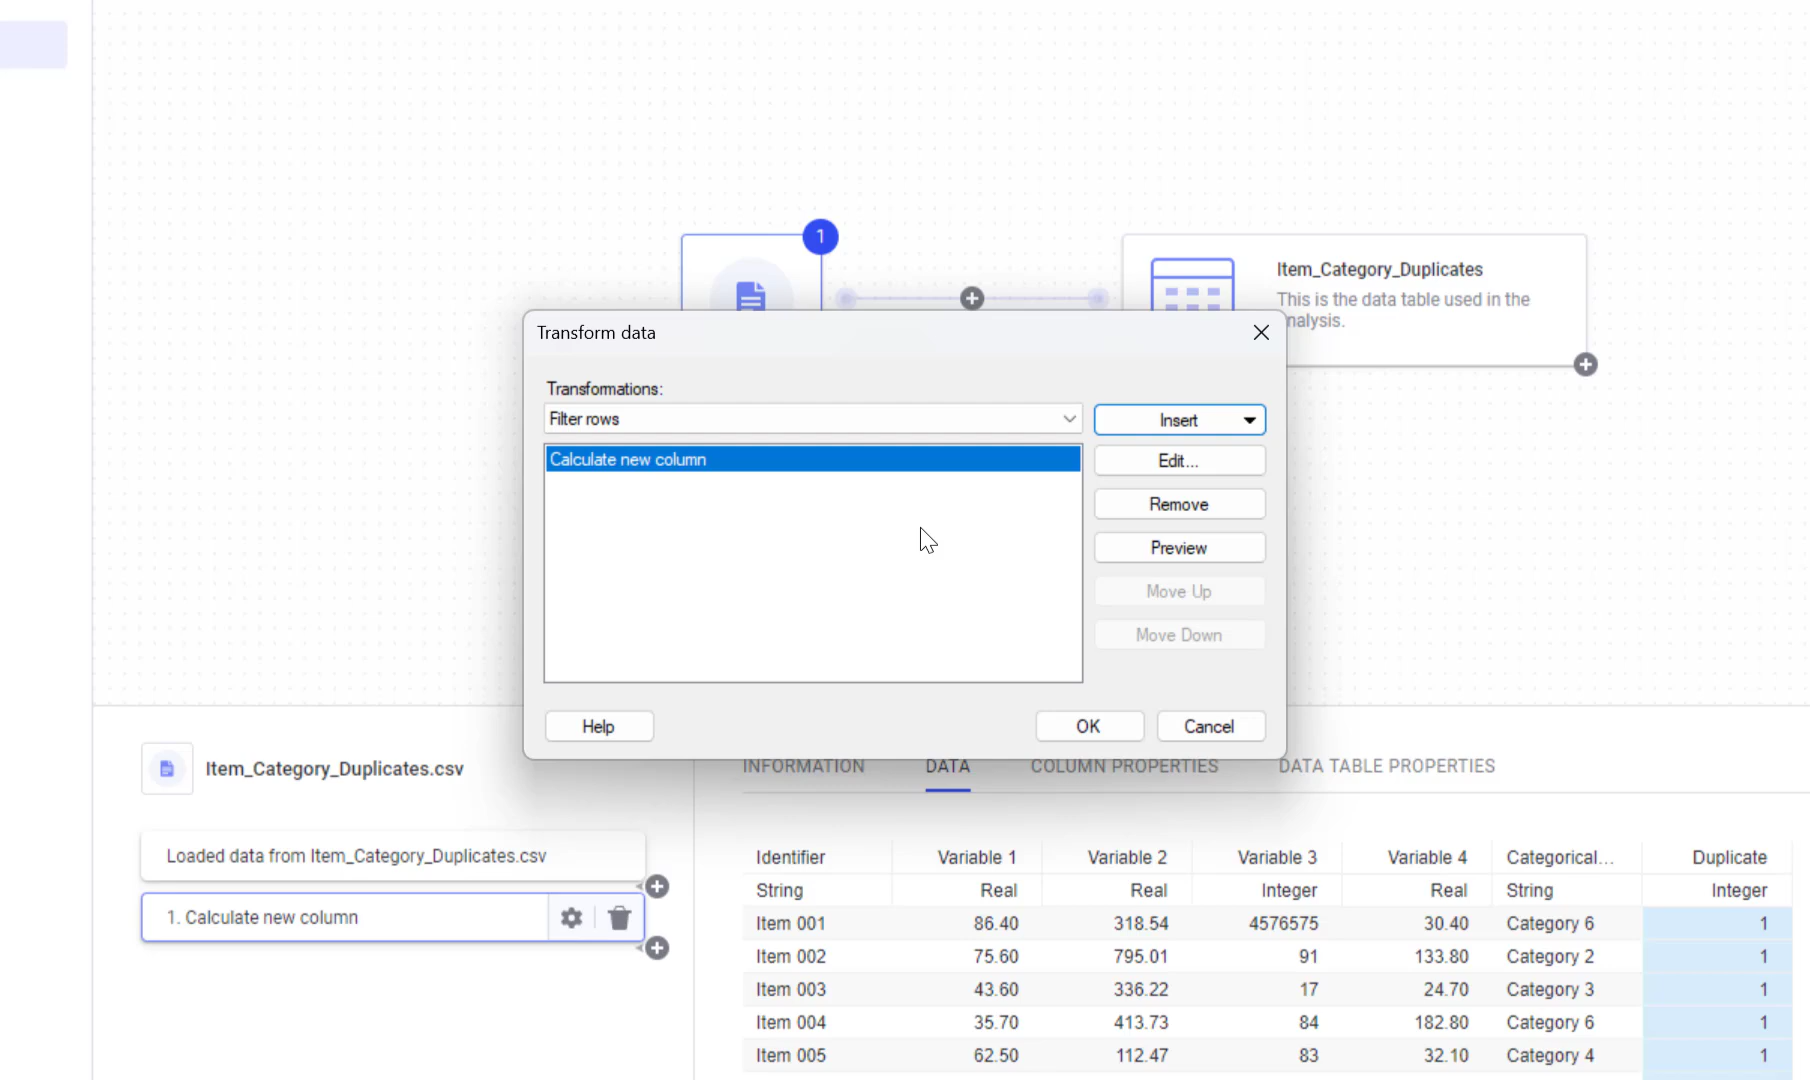 1
Item_Category_Duplicates
This is the data table used in the
nalysis.
Transform data
Transformations:
Filter rows
Insert
Calculate new column
Edit...
Remove
Preview
Move Up
Move Down
Help
OK
Cancel
Item_Category_Duplicates.csv
INFORMATION DATA COLUMN PROPERTIES DATA TABLE PROPERTIES
Loaded data from Item_Category_Duplicates.csv
1. Calculate new column
Identifier Variable 1 Variable 2 Variable 3 Variable 4 Categorical... Duplicate
String Real Real Integer Real String Integer
Item 001 86.40 318.54 4576575 30.40 Category 6 1
Item 002 75.60 795.01 91 133.80 Category 2 1
Item 003 43.60 336.22 17 24.70 Category 3 1
Item 004 35.70 413.73 84 182.80 Category 6 1
Item 005 62.50 112.47 83 32.10 Category 4 1